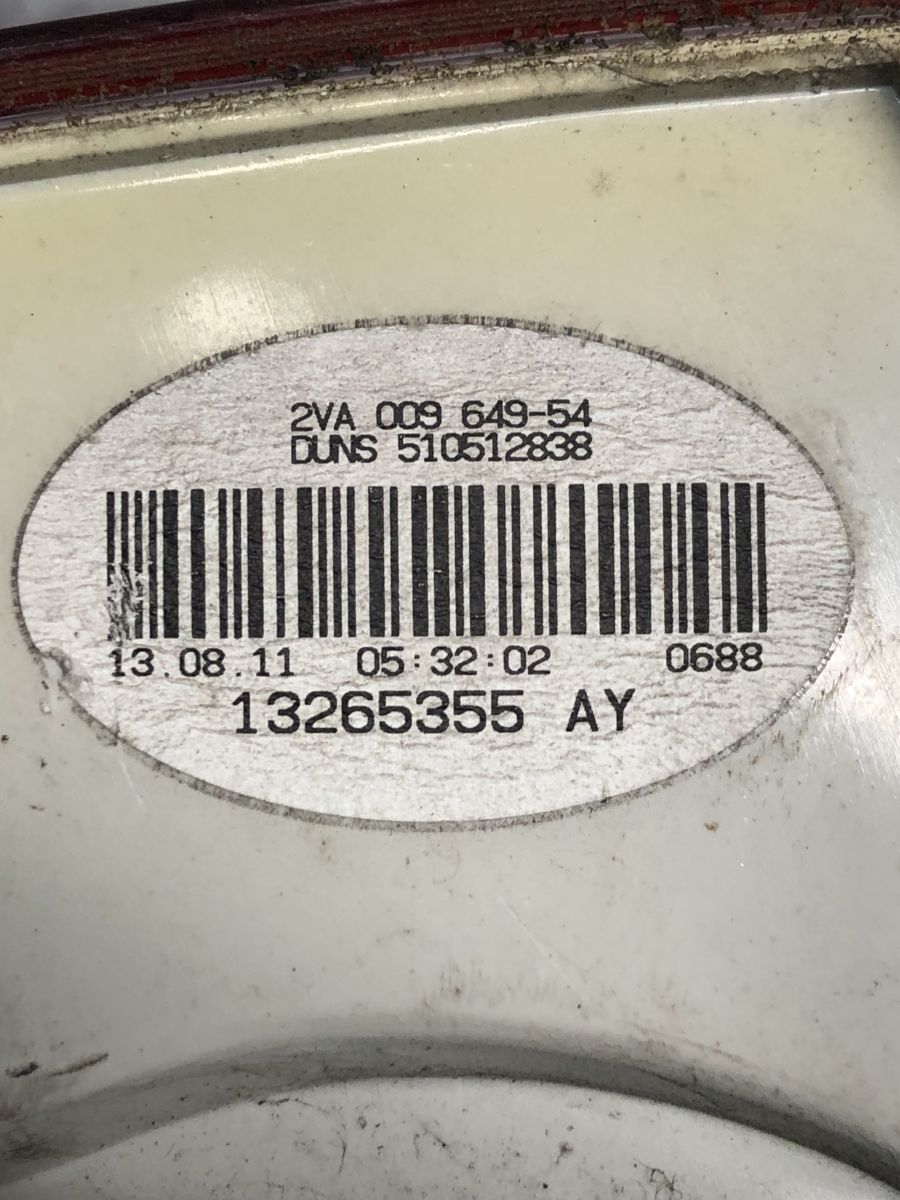 2VA 009 649-54
DUNS 510512838
13.08.11 05:32:02 0688
13265355 AY